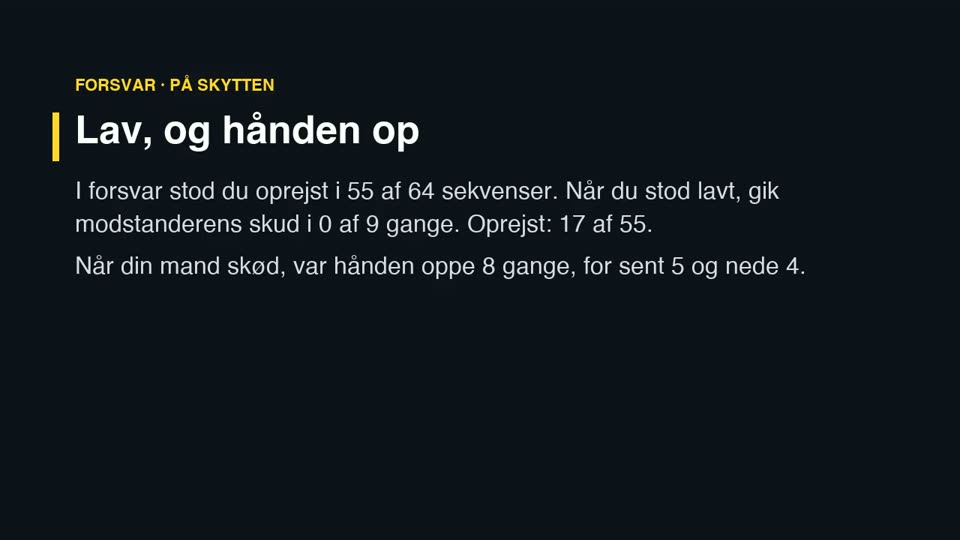 FORSVAR · PÅ SKYTTEN
Lav, og hånden op
I forsvar stod du oprejst i 55 af 64 sekvenser. Når du stod lavt, gik
modstanderens skud i 0 af 9 gange. Oprejst: 17 af 55.
Når din mand skød, var hånden oppe 8 gange, for sent 5 og nede 4.